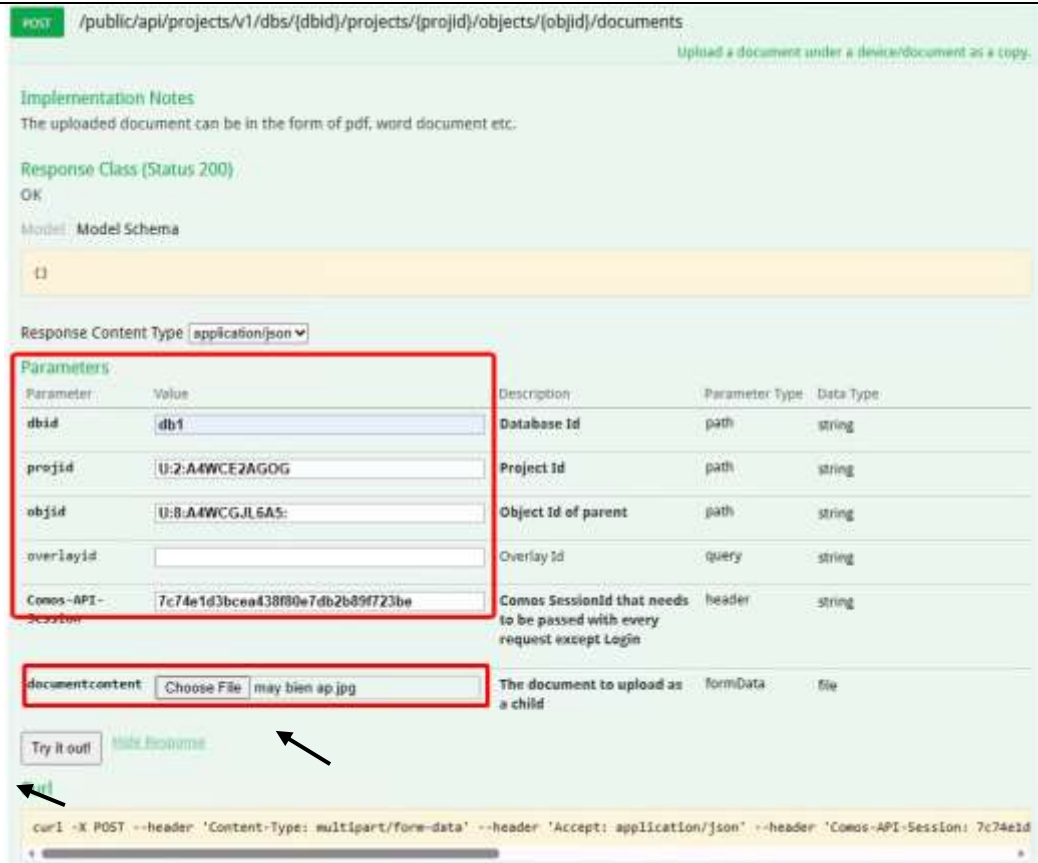 POST /public/api/projects/v1/dbs/{dbid}/projects/{projid}/objects/{objid}/documents
Upload a document under a device/document as a copy.
Implementation Notes
The uploaded document can be in the form of pdf, word document etc.
Response Class (Status 200)
OK
Model Model Schema
{}
Response Content Type application/json
Parameters
Parameter Value Description Parameter Type Data Type
dbid db1 Database Id path string
projid U:2:A4WCE2AGOG Project Id path string
objid U:8:A4WCGJL6A5: Object Id of parent path string
overlayid Overlay Id query string
Comos-API- 7c74e1d3bcea438f80e7db2b89f723be Comos SessionId that needs header string
Session to be passed with every
request except Login
documentcontent Choose File may bien ap.jpg The document to upload as formData file
a child
Try it out! Hide Response
Curl
curl -X POST --header 'Content-Type: multipart/form-data' --header 'Accept: application/json' --header 'Comos-API-Session: 7c74e1d